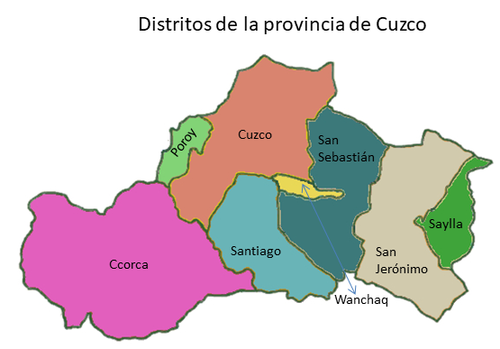 Distritos de la provincia de Cuzco
Poroy
Cuzco
San
Sebastián
Saylla
Santiago
San
Jerónimo
Ccorca
Wanchaq